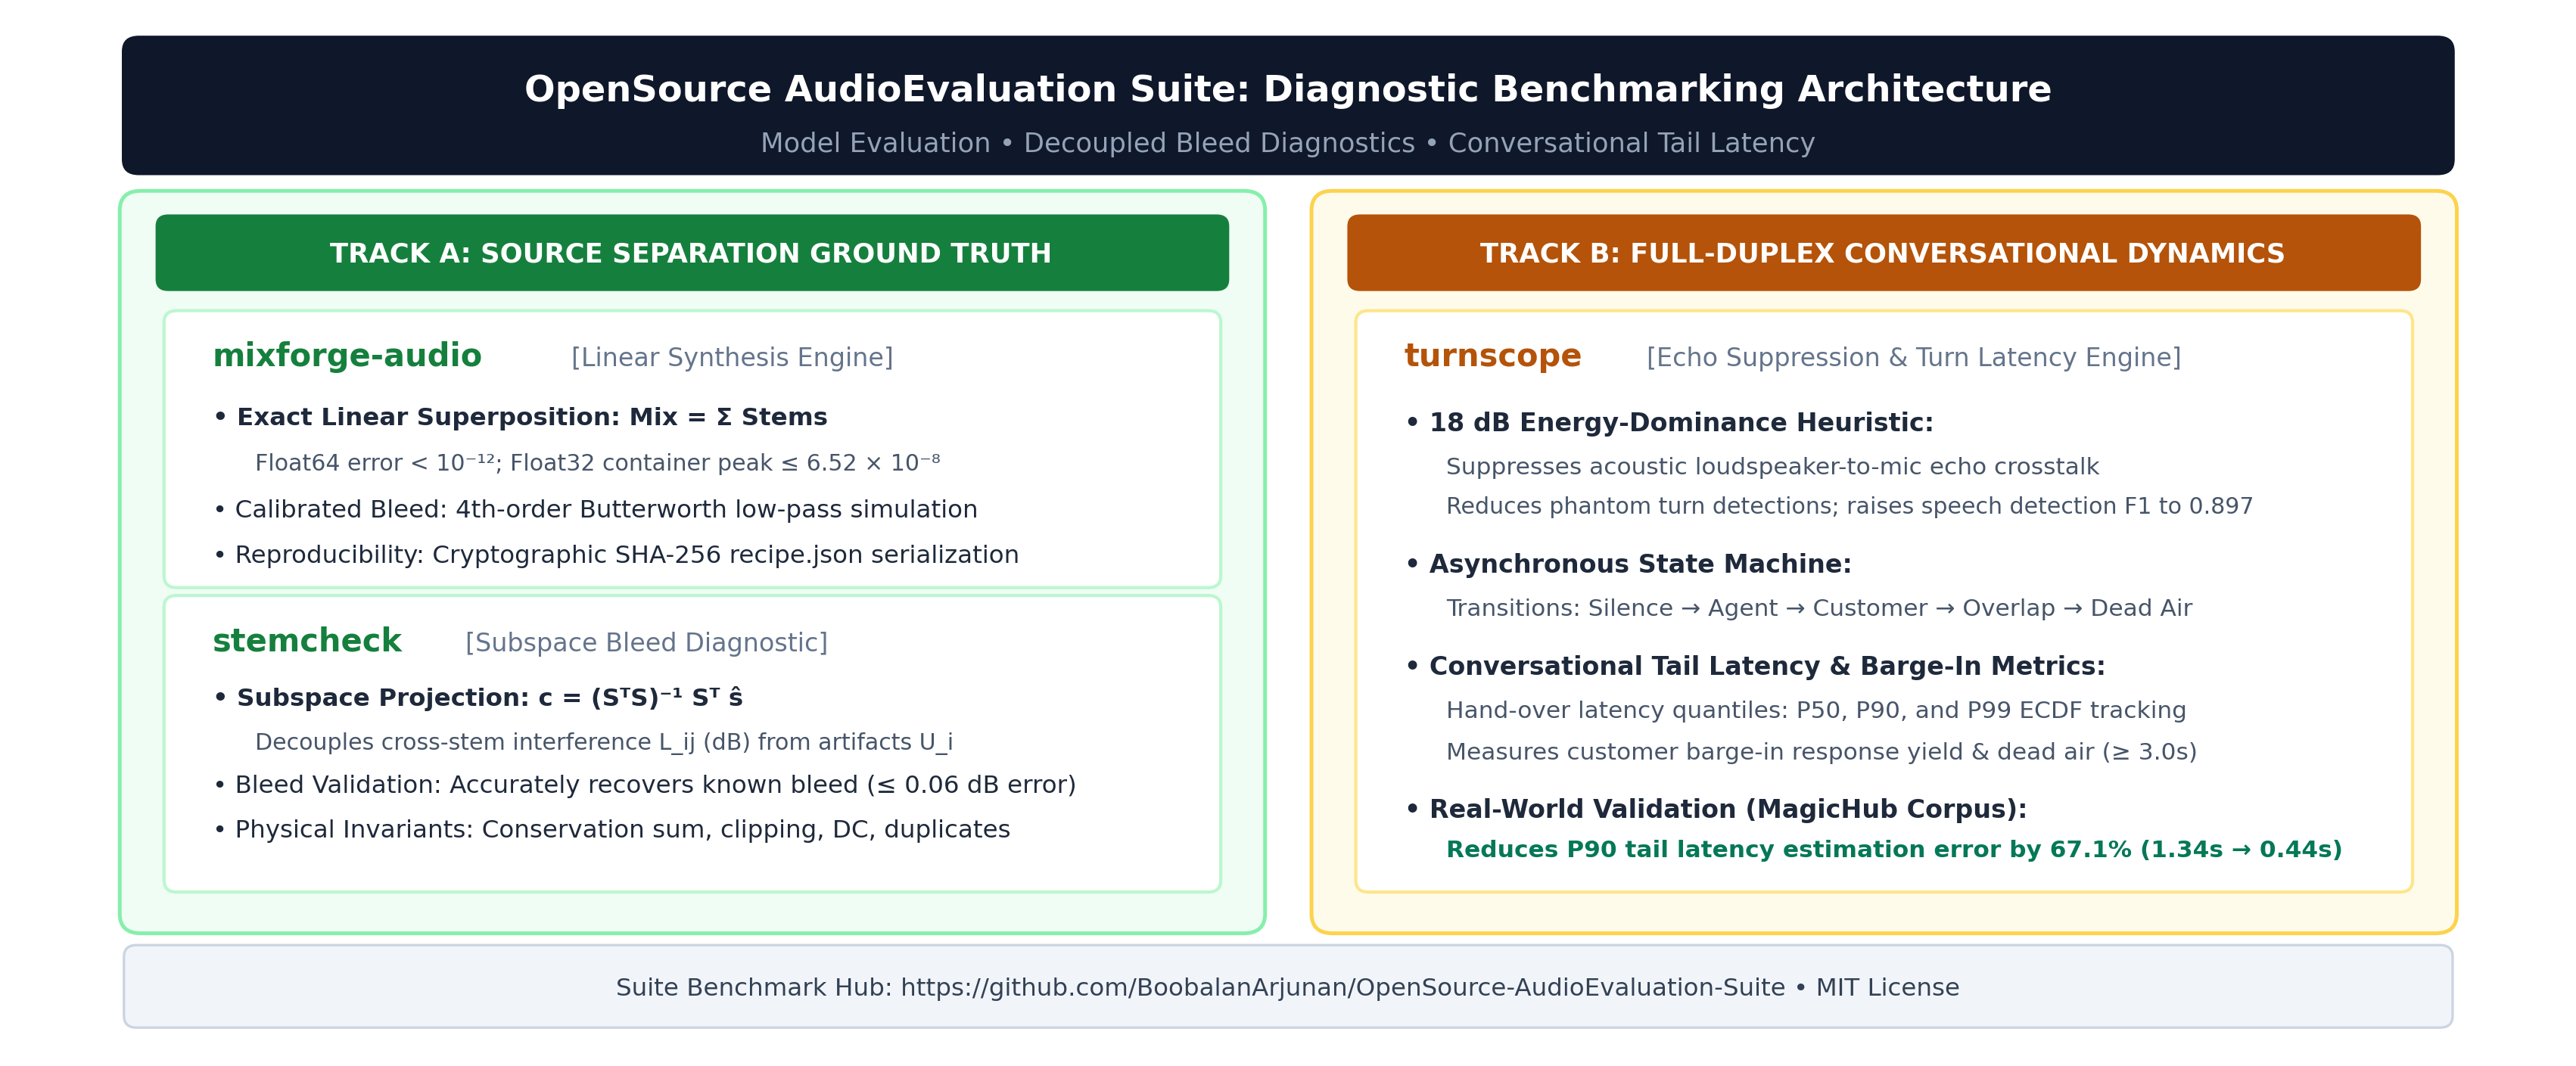 OpenSource AudioEvaluation Suite: Diagnostic Benchmarking Architecture
Model Evaluation • Decoupled Bleed Diagnostics • Conversational Tail Latency
TRACK A: SOURCE SEPARATION GROUND TRUTH
mixforge-audio [Linear Synthesis Engine]
• Exact Linear Superposition: Mix = Σ Stems
Float64 error < 10⁻¹²; Float32 container peak ≤ 6.52 × 10⁻⁸
• Calibrated Bleed: 4th-order Butterworth low-pass simulation
• Reproducibility: Cryptographic SHA-256 recipe.json serialization
stemcheck [Subspace Bleed Diagnostic]
• Subspace Projection: c = (SᵀS)⁻¹ Sᵀ ŝ
Decouples cross-stem interference L_ij (dB) from artifacts U_i
• Bleed Validation: Accurately recovers known bleed (≤ 0.06 dB error)
• Physical Invariants: Conservation sum, clipping, DC, duplicates
TRACK B: FULL-DUPLEX CONVERSATIONAL DYNAMICS
turnscope [Echo Suppression & Turn Latency Engine]
• 18 dB Energy-Dominance Heuristic:
Suppresses acoustic loudspeaker-to-mic echo crosstalk
Reduces phantom turn detections; raises speech detection F1 to 0.897
• Asynchronous State Machine:
Transitions: Silence → Agent → Customer → Overlap → Dead Air
• Conversational Tail Latency & Barge-In Metrics:
Hand-over latency quantiles: P50, P90, and P99 ECDF tracking
Measures customer barge-in response yield & dead air (≥ 3.0s)
• Real-World Validation (MagicHub Corpus):
Reduces P90 tail latency estimation error by 67.1% (1.34s → 0.44s)
Suite Benchmark Hub: https://github.com/BoobalanArjunan/OpenSource-AudioEvaluation-Suite • MIT License